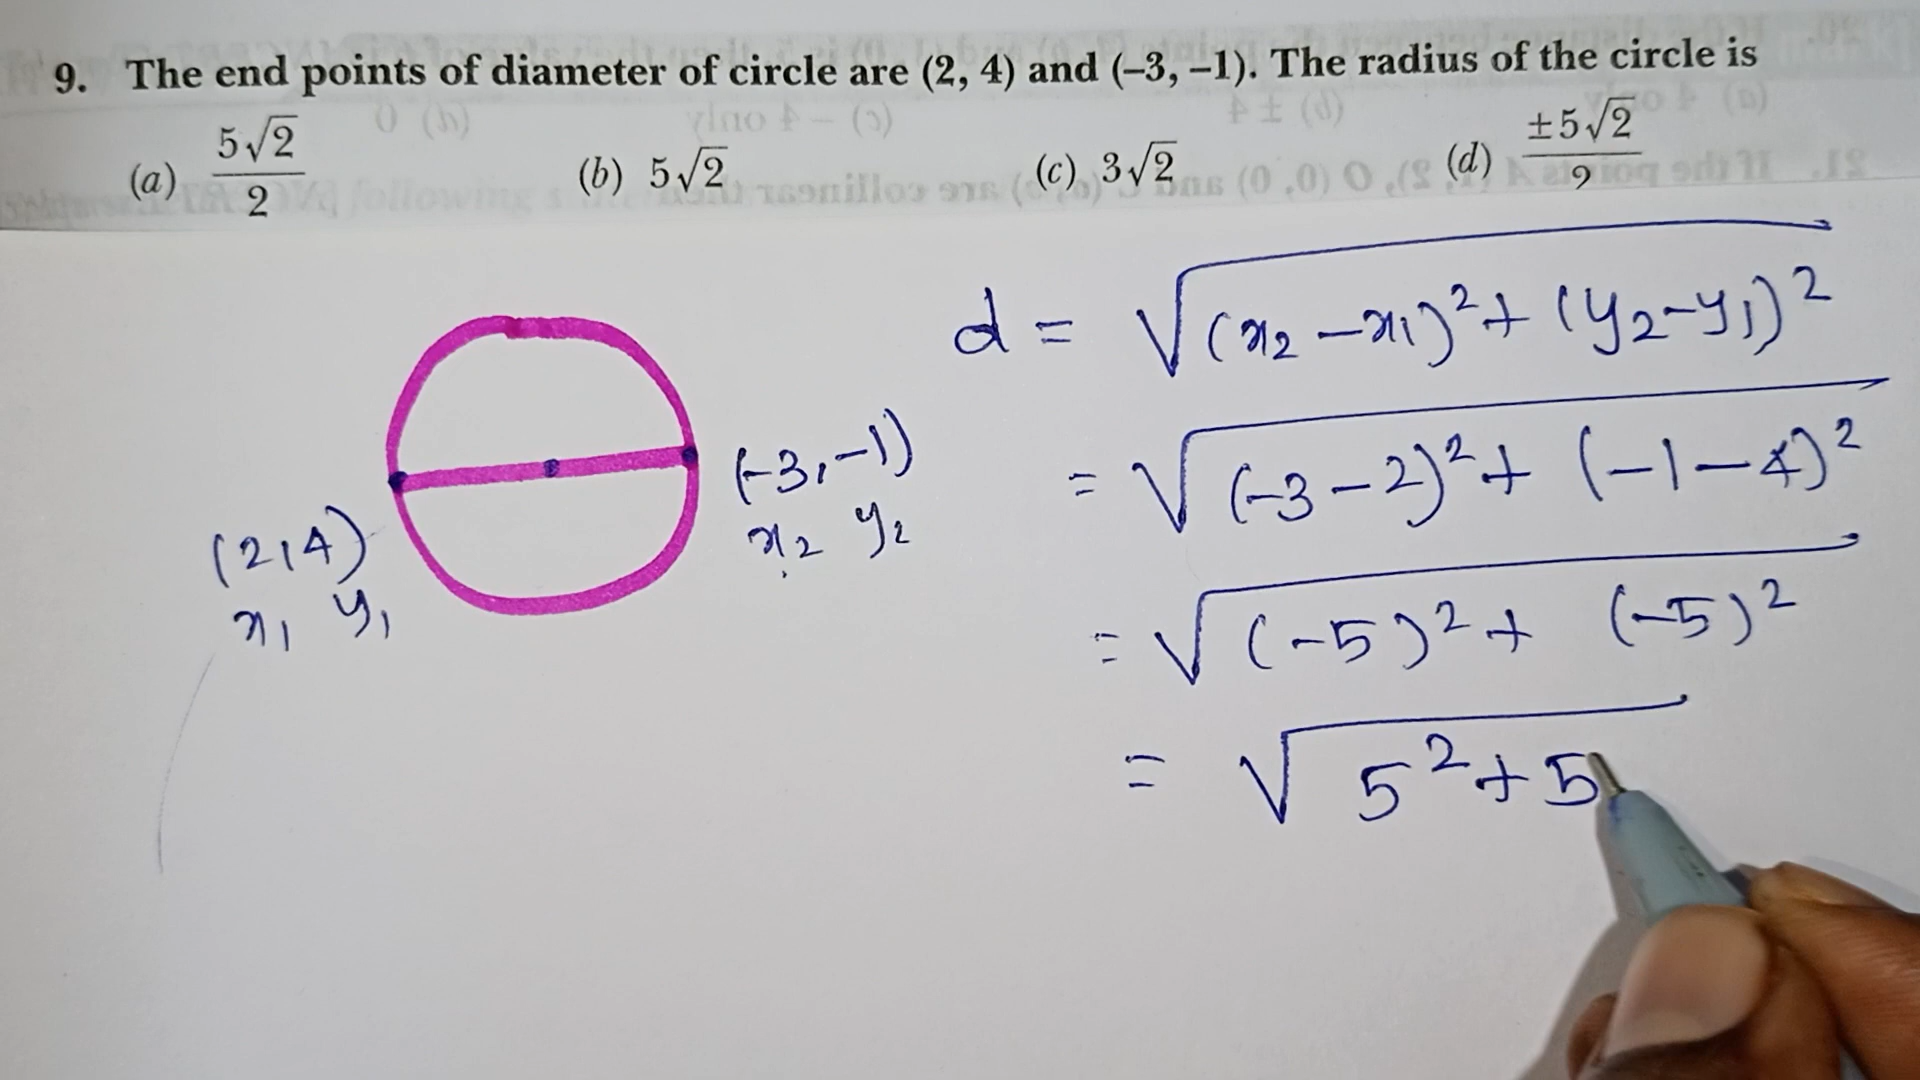 9. The end points of diameter of circle are (2, 4) and (–3, –1). The radius of the circle is
(a) 5√2/2 (b) 5√2 (c) 3√2 (d) ±5√2/2
d = √(x₂ – x₁)² + (y₂ – y₁)²
(-3, -1)
x₂ y₂
(2, 4)
x₁ y₁
= √(-3 – 2)² + (-1 – 4)²
= √(-5)² + (-5)²
= √5² + 5